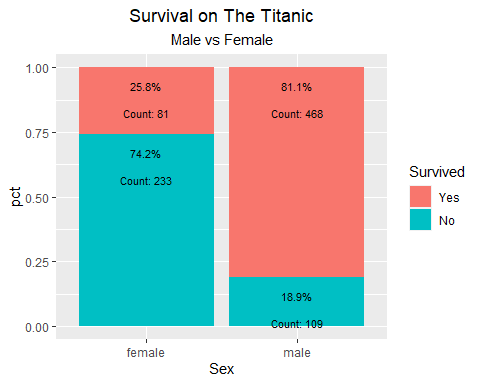 Survival on The Titanic
Male vs Female
pct
1.00
0.75
0.50
0.25
0.00
25.8%
Count: 81
74.2%
Count: 233
81.1%
Count: 468
18.9%
Count: 109
female
male
Sex
Survived
Yes
No